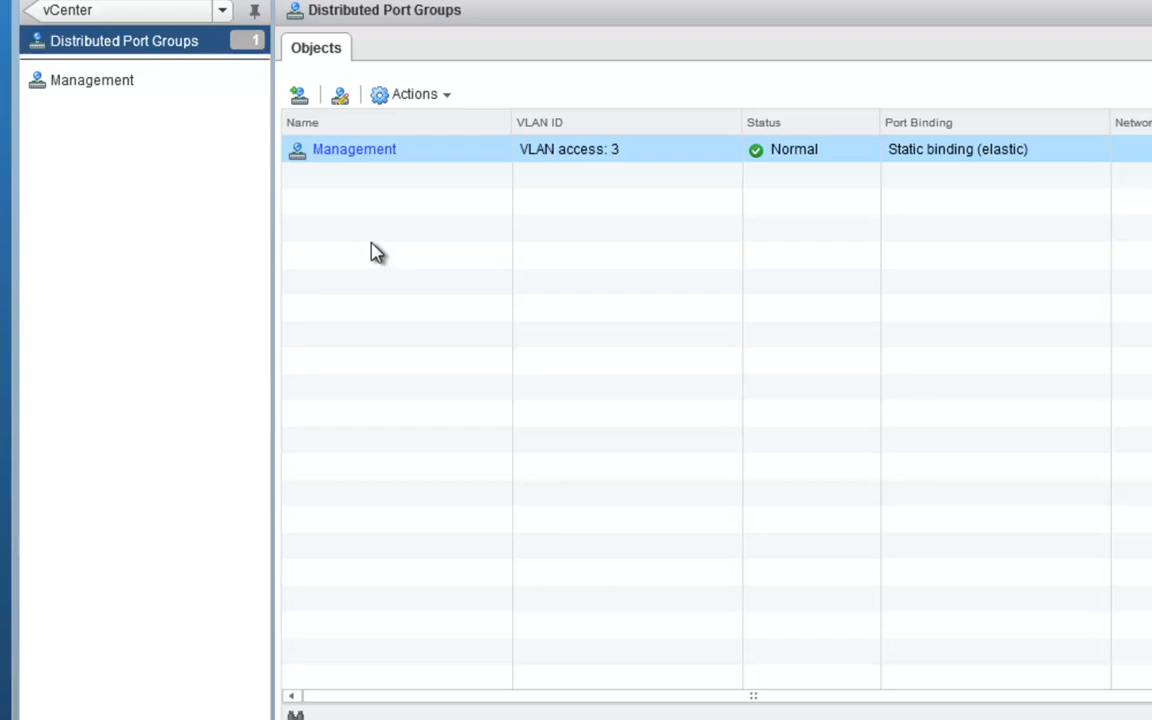 vCenter
Distributed Port Groups 1
Management
Distributed Port Groups
Objects
Actions
Name VLAN ID Status Port Binding Networ
Management VLAN access: 3 Normal Static binding (elastic)